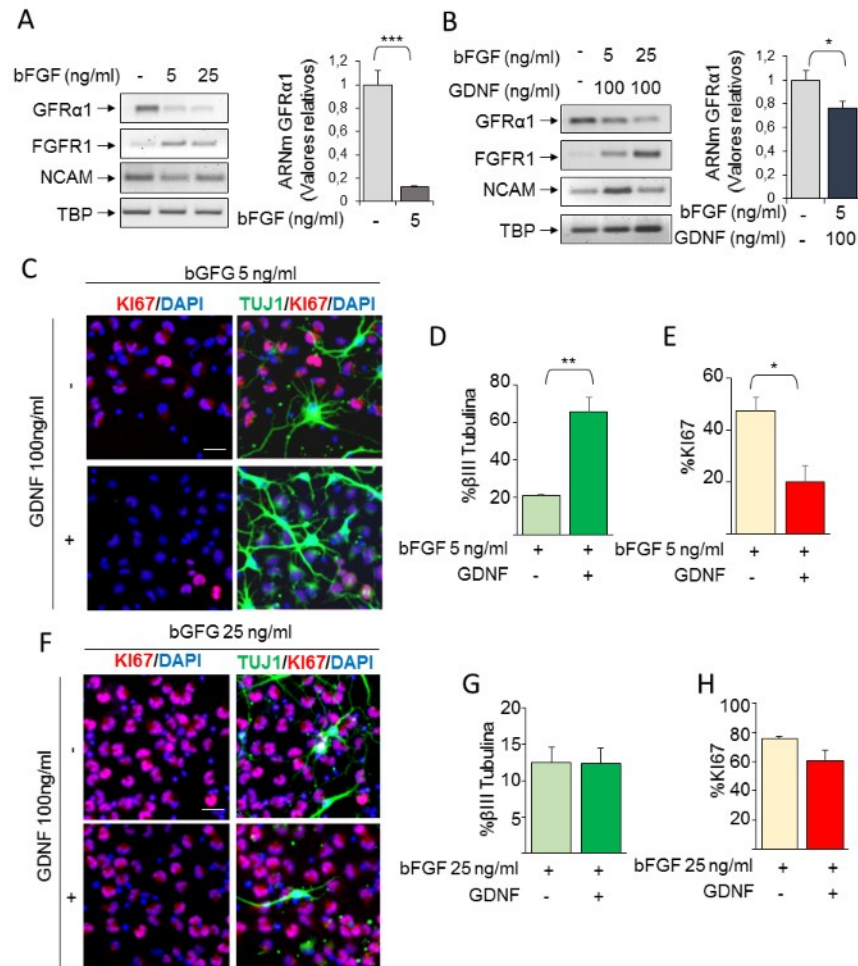 A
bFGF (ng/ml) - 5 25
GFRα1
FGFR1
NCAM
TBP
ARNm GFRα1
(Valores relativos)
***
1,2
1
0,8
0,6
0,4
0,2
0
bFGF (ng/ml) - 5
B
bFGF (ng/ml) - 5 25
GDNF (ng/ml) - 100 100
GFRα1
FGFR1
NCAM
TBP
ARNm GFRα1
(Valores relativos)
*
1,2
1
0,8
0,6
0,4
0,2
0
bFGF (ng/ml) - 5
GDNF (ng/ml) - 100
C
bGFG 5 ng/ml
KI67/DAPI TUJ1/KI67/DAPI
GDNF 100ng/ml
-
+
D
**
%βIII Tubulina
80
60
40
20
bFGF 5 ng/ml + +
GDNF - +
E
*
%KI67
60
40
20
bFGF 5 ng/ml + +
GDNF - +
F
bGFG 25 ng/ml
KI67/DAPI TUJ1/KI67/DAPI
GDNF 100ng/ml
-
+
G
%βIII Tubulina
20
15
10
5
bFGF 25 ng/ml + +
GDNF - +
H
%KI67
100
80
60
40
20
bFGF 25 ng/ml + +
GDNF - +